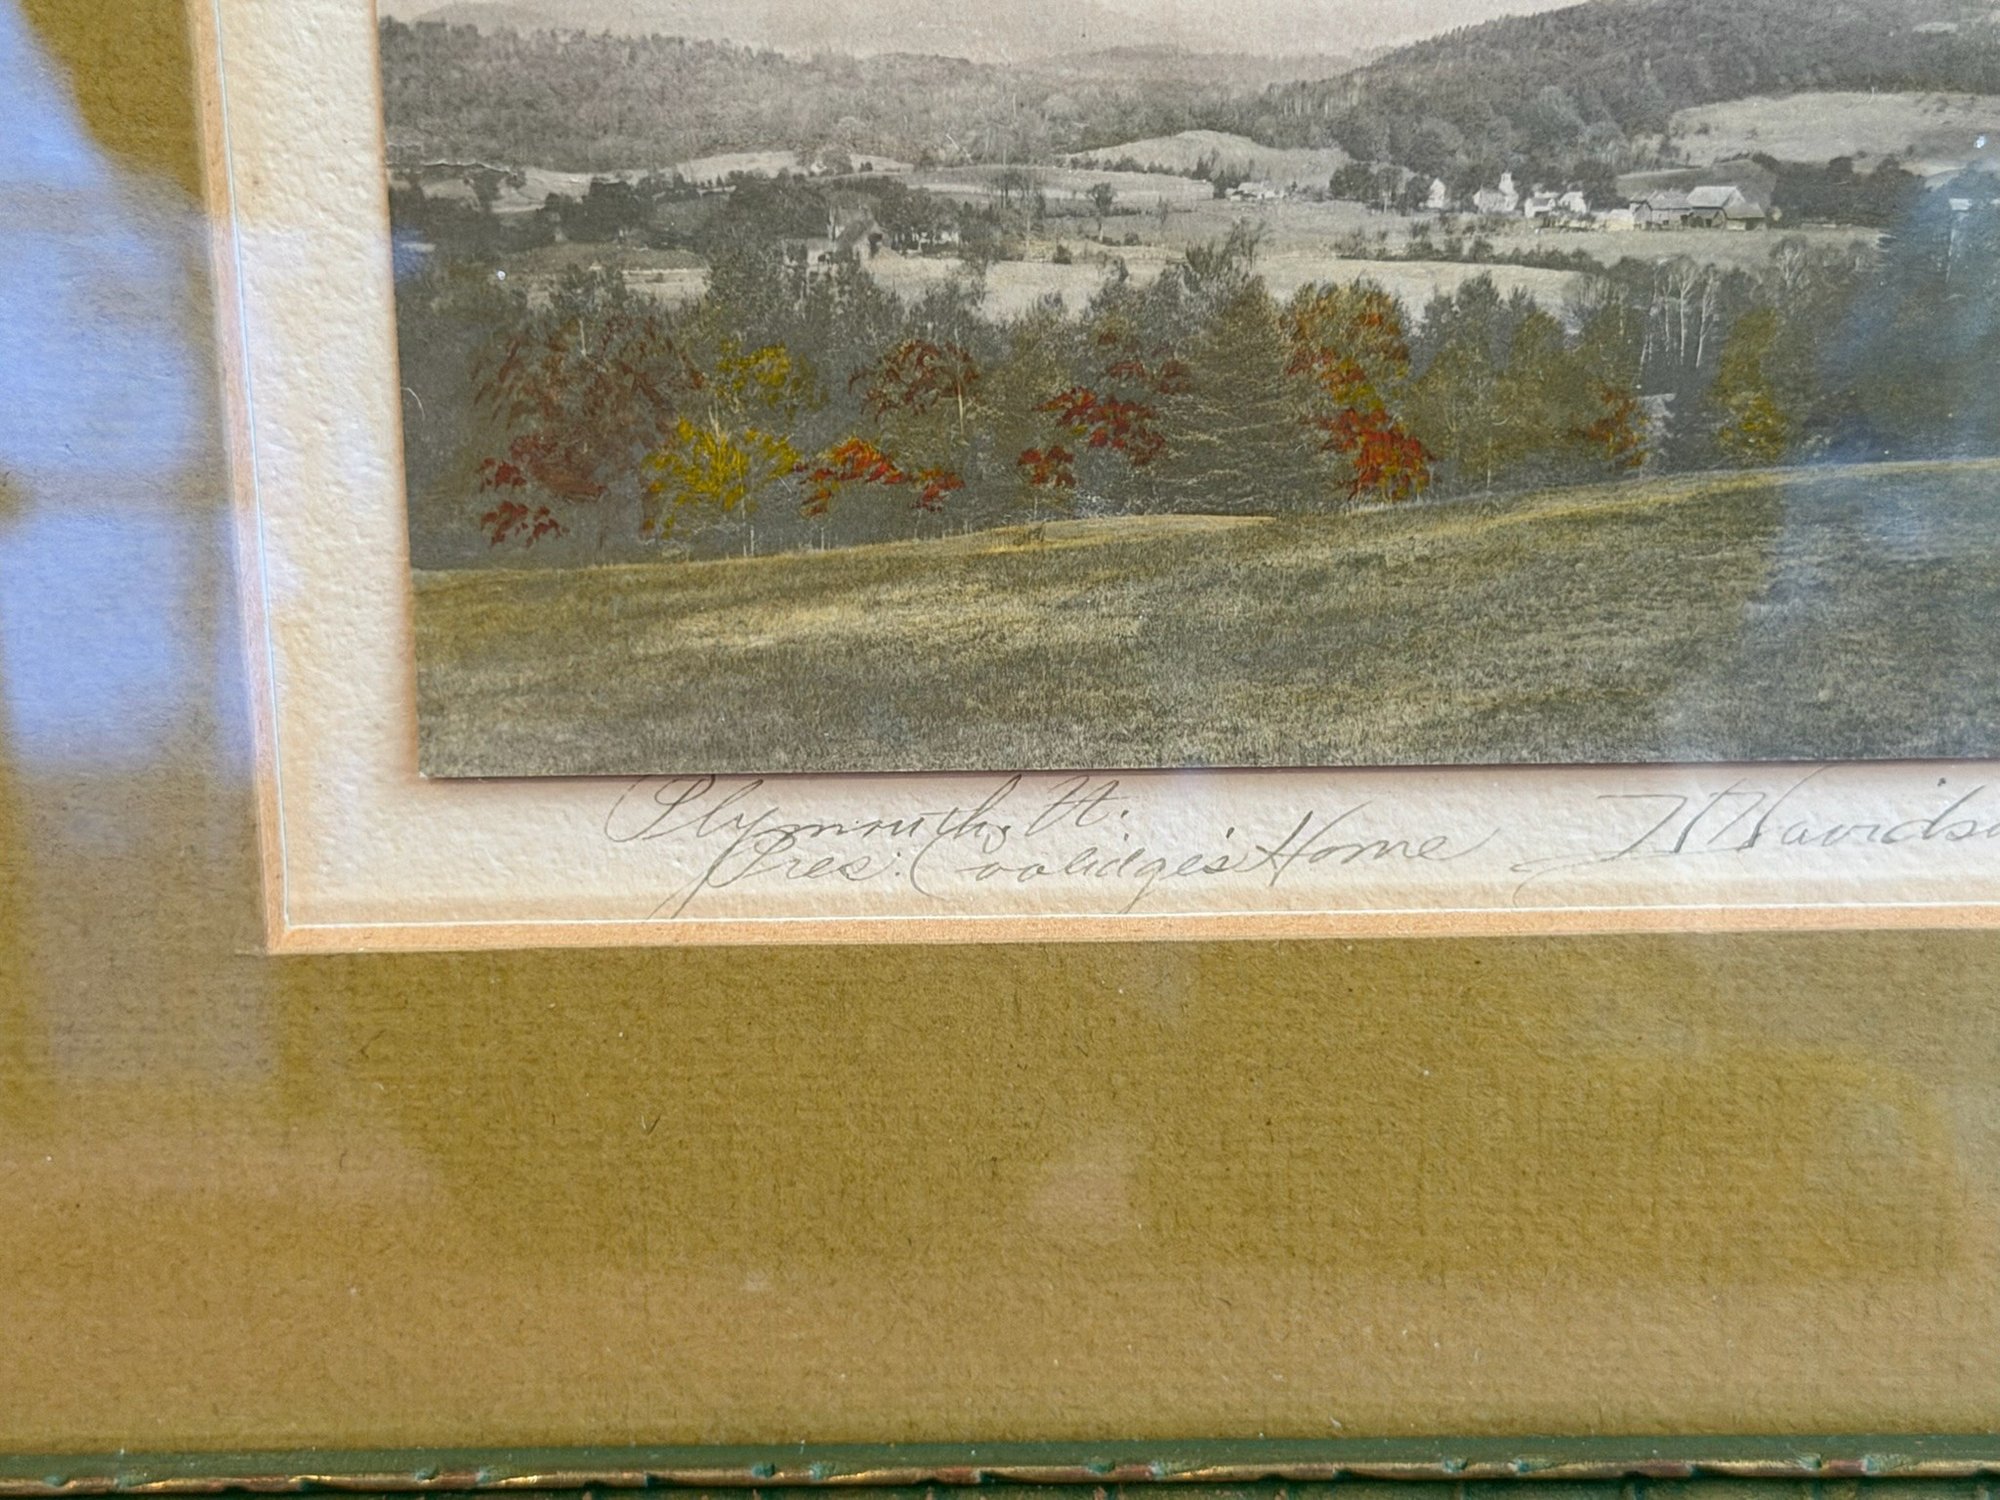 Plymouth, Vt.
Pres. Coolidge's Home